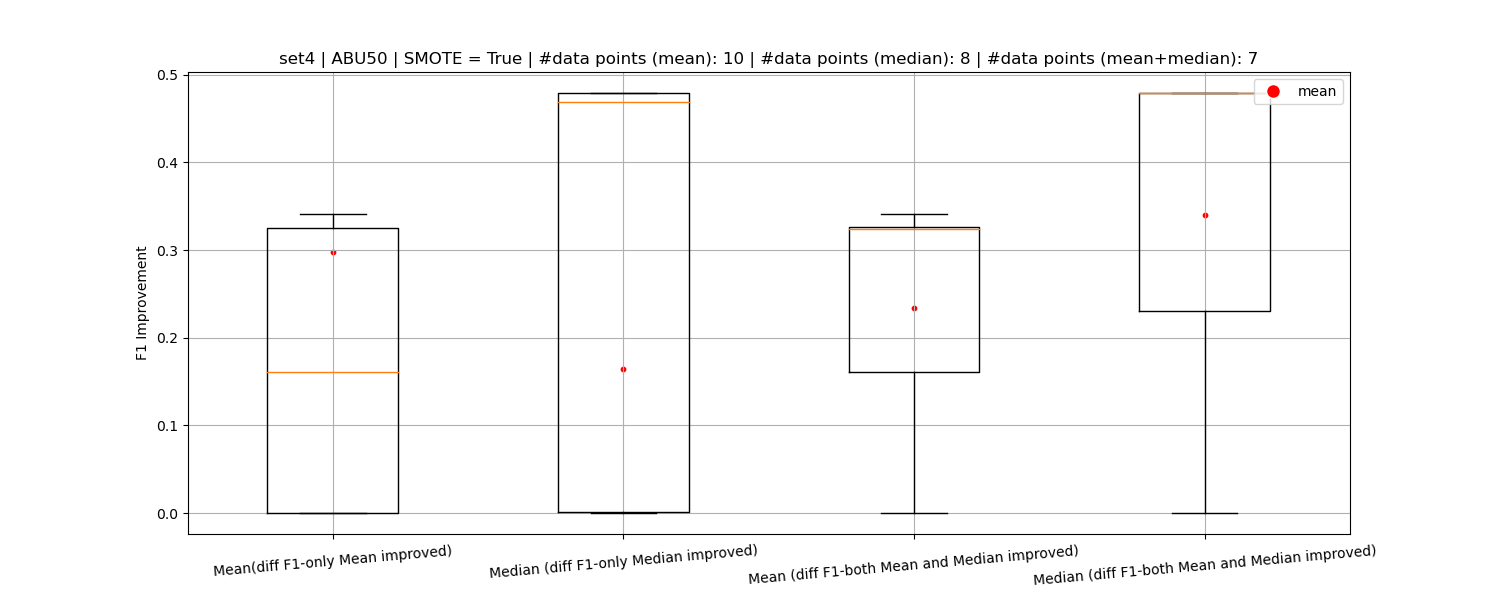 set4 | ABU50 | SMOTE = True | #data points (mean): 10 | #data points (median): 8 | #data points (mean+median): 7
mean
F1 Improvement
0.5
0.4
0.3
0.2
0.1
0.0
Mean(diff F1-only Mean improved)
Median (diff F1-only Median improved)
Mean (diff F1-both Mean and Median improved)
Median (diff F1-both Mean and Median improved)